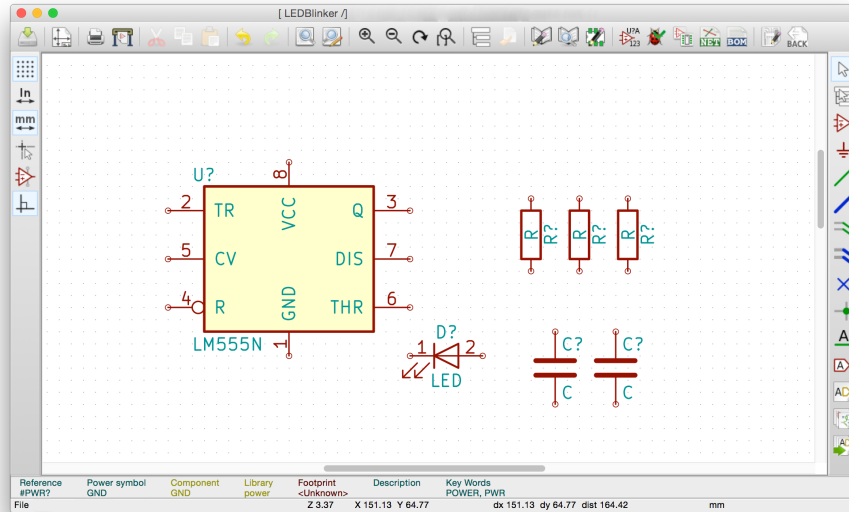 [ LEDBlinker /]
U?A
123
NET
BOM
BACK
In
mm
U?
8
2
TR
VCC
Q
3
5
CV
DIS
7
4
R
GND
THR
6
LM555N
1
R
R?
R
R?
R
R?
D?
1
2
LED
C?
C
C?
C
A
A
Reference
#PWR?
Power symbol
GND
Component
GND
Library
power
Footprint
<Unknown>
Description
Key Words
POWER, PWR
File
Z 3.37
X 151.13 Y 64.77
dx 151.13 dy 64.77 dist 164.42
mm